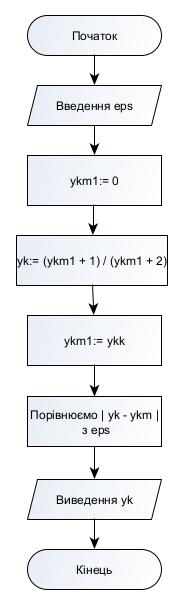 Початок
Введення eps
ykm1:= 0
yk:= (ykm1 + 1) / (ykm1 + 2)
ykm1:= ykk
Порівнюємо | yk - ykm |
з eps
Виведення yk
Кінець